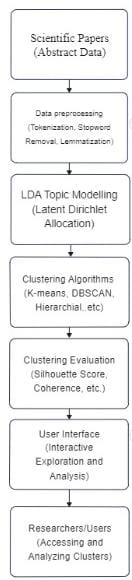 Scientific Papers
(Abstract Data)
Data preprocessing
(Tokenization, Stopword
Removal, Lemmatization)
LDA Topic Modelling
(Latent Dirichlet
Allocation)
Clustering Algorithms
(K-means, DBSCAN,
Hierarchial, etc)
Clustering Evaluation
(Silhouette Score,
Coherence, etc.)
User Interface
(Interactive
Exploration and
Analysis)
Researchers/Users
(Accessing and
Analyzing Clusters)